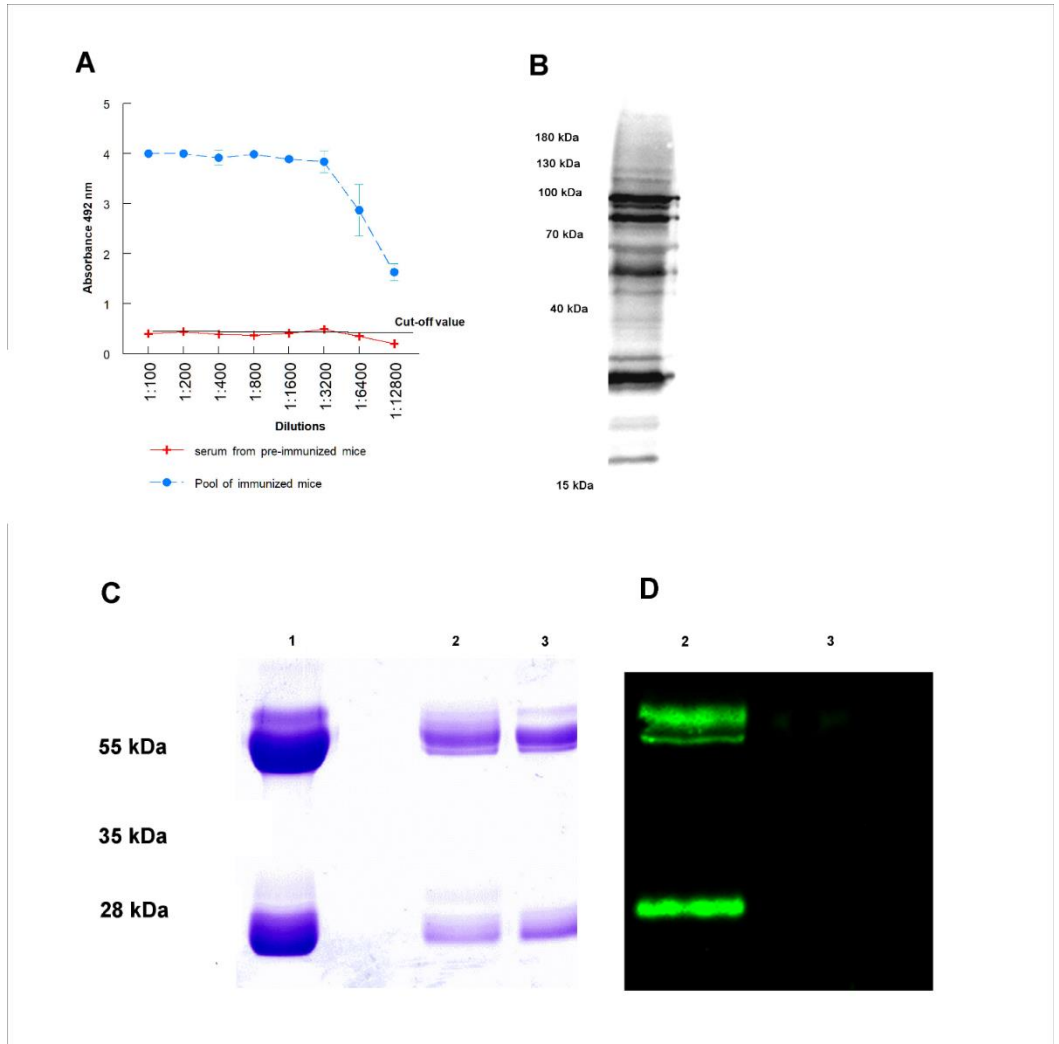 A
5
4
3
2
1
0
Absorbance 492 nm
Cut-off value
1:100
1:200
1:400
1:800
1:1600
1:3200
1:6400
1:12800
Dilutions
serum from pre-immunized mice
Pool of immunized mice
B
180 kDa
130 kDa
100 kDa
70 kDa
40 kDa
15 kDa
C
1 2 3
55 kDa
35 kDa
28 kDa
D
2 3